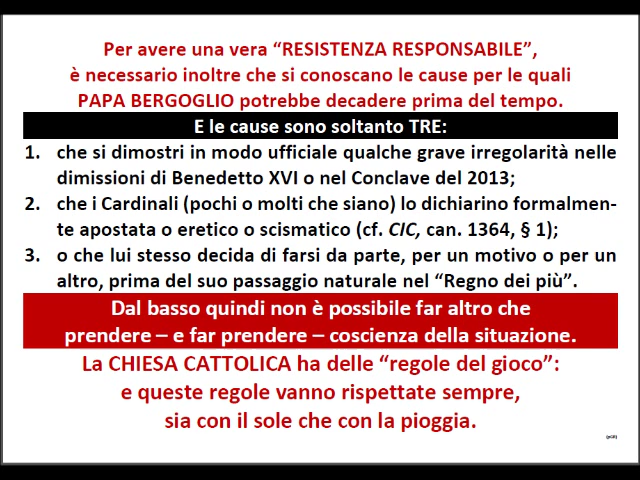 Per avere una vera “RESISTENZA RESPONSABILE”,
è necessario inoltre che si conoscano le cause per le quali
PAPA BERGOGLIO potrebbe decadere prima del tempo.
E le cause sono soltanto TRE:
1. che si dimostri in modo ufficiale qualche grave irregolarità nelle
dimissioni di Benedetto XVI o nel Conclave del 2013;
2. che i Cardinali (pochi o molti che siano) lo dichiarino formalmen-
te apostata o eretico o scismatico (cf. CIC, can. 1364, § 1);
3. o che lui stesso decida di farsi da parte, per un motivo o per un
altro, prima del suo passaggio naturale nel “Regno dei più”.
Dal basso quindi non è possibile far altro che
prendere – e far prendere – coscienza della situazione.
La CHIESA CATTOLICA ha delle “regole del gioco”:
e queste regole vanno rispettate sempre,
sia con il sole che con la pioggia.